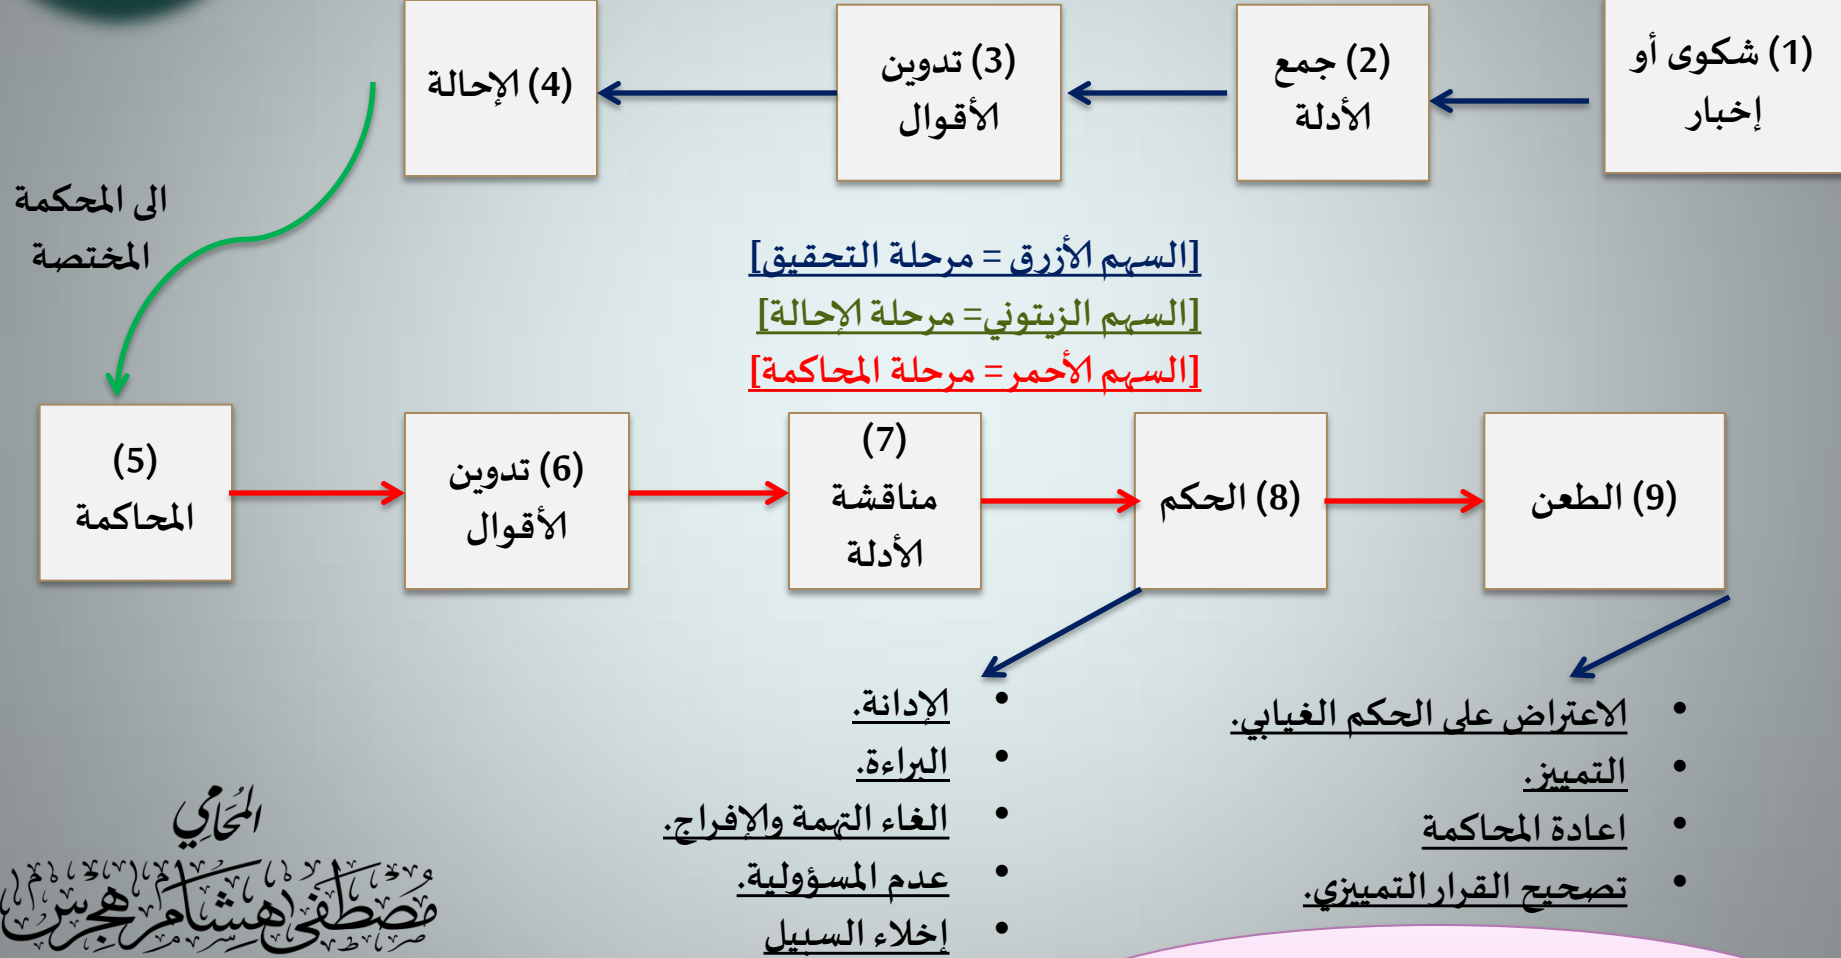 (1) شكوى أو
إخبار
(2) جمع
الأدلة
(3) تدوين
الأقوال
(4) الإحالة
الى المحكمة
المختصة
[السهم الأزرق = مرحلة التحقيق]
[السهم الزيتوني= مرحلة الإحالة]
[السهم الأحمر = مرحلة المحاكمة]
(5)
المحاكمة
(6) تدوين
الأقوال
(7)
مناقشة
الأدلة
(8) الحكم
(9) الطعن
• الإدانة.
• البراءة.
• الغاء التهمة والإفراج.
• عدم المسؤولية.
• إخلاء السبيل
• الاعتراض على الحكم الغيابي.
• التمييز.
• اعادة المحاكمة
• تصحيح القرار التمييزي.
المحامي
مصطفى هشام هجرس